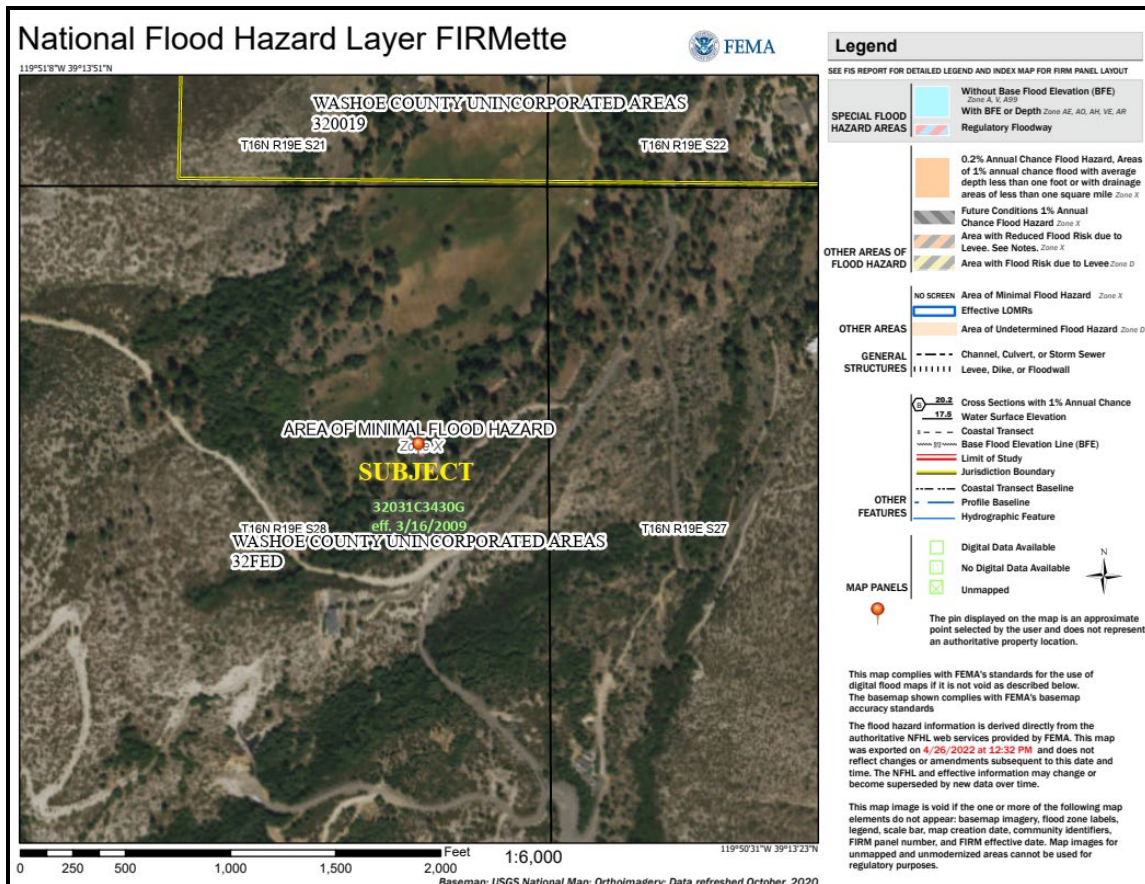 National Flood Hazard Layer FIRMette
FEMA
119°51'8"W 39°13'51"N
WASHOE COUNTY UNINCORPORATED AREAS
320019
T16N R19E S21
T16N R19E S22
AREA OF MINIMAL FLOOD HAZARD
Zone X
SUBJECT
32031C3430G
eff. 3/16/2009
T16N R19E S28
T16N R19E S27
WASHOE COUNTY UNINCORPORATED AREAS
32FED
Feet
1:6,000
119°50'31"W 39°13'23"N
0 250 500 1,000 1,500 2,000
Basemap: USGS National Map: Orthoimagery: Data refreshed October, 2020
Legend
SEE FIS REPORT FOR DETAILED LEGEND AND INDEX MAP FOR FIRM PANEL LAYOUT
SPECIAL FLOOD
HAZARD AREAS
Without Base Flood Elevation (BFE)
Zone A, V, A99
With BFE or Depth Zone AE, AO, AH, VE, AR
Regulatory Floodway
OTHER AREAS OF
FLOOD HAZARD
0.2% Annual Chance Flood Hazard, Areas
of 1% annual chance flood with average
depth less than one foot or with drainage
areas of less than one square mile Zone X
Future Conditions 1% Annual
Chance Flood Hazard Zone X
Area with Reduced Flood Risk due to
Levee. See Notes. Zone X
Area with Flood Risk due to Levee Zone D
OTHER AREAS
NO SCREEN Area of Minimal Flood Hazard Zone X
Effective LOMRs
Area of Undetermined Flood Hazard Zone D
GENERAL
STRUCTURES
Channel, Culvert, or Storm Sewer
Levee, Dike, or Floodwall
OTHER
FEATURES
B 20.2 Cross Sections with 1% Annual Chance
17.5 Water Surface Elevation
Coastal Transect
Base Flood Elevation Line (BFE)
Limit of Study
Jurisdiction Boundary
Coastal Transect Baseline
Profile Baseline
Hydrographic Feature
MAP PANELS
Digital Data Available
No Digital Data Available
Unmapped
N
The pin displayed on the map is an approximate
point selected by the user and does not represent
an authoritative property location.
This map complies with FEMA's standards for the use of
digital flood maps if it is not void as described below.
The basemap shown complies with FEMA's basemap
accuracy standards
The flood hazard information is derived directly from the
authoritative NFHL web services provided by FEMA. This map
was exported on 4/26/2022 at 12:32 PM and does not
reflect changes or amendments subsequent to this date and
time. The NFHL and effective information may change or
become superseded by new data over time.
This map image is void if the one or more of the following map
elements do not appear: basemap imagery, flood zone labels,
legend, scale bar, map creation date, community identifiers,
FIRM panel number, and FIRM effective date. Map images for
unmapped and unmodernized areas cannot be used for
regulatory purposes.